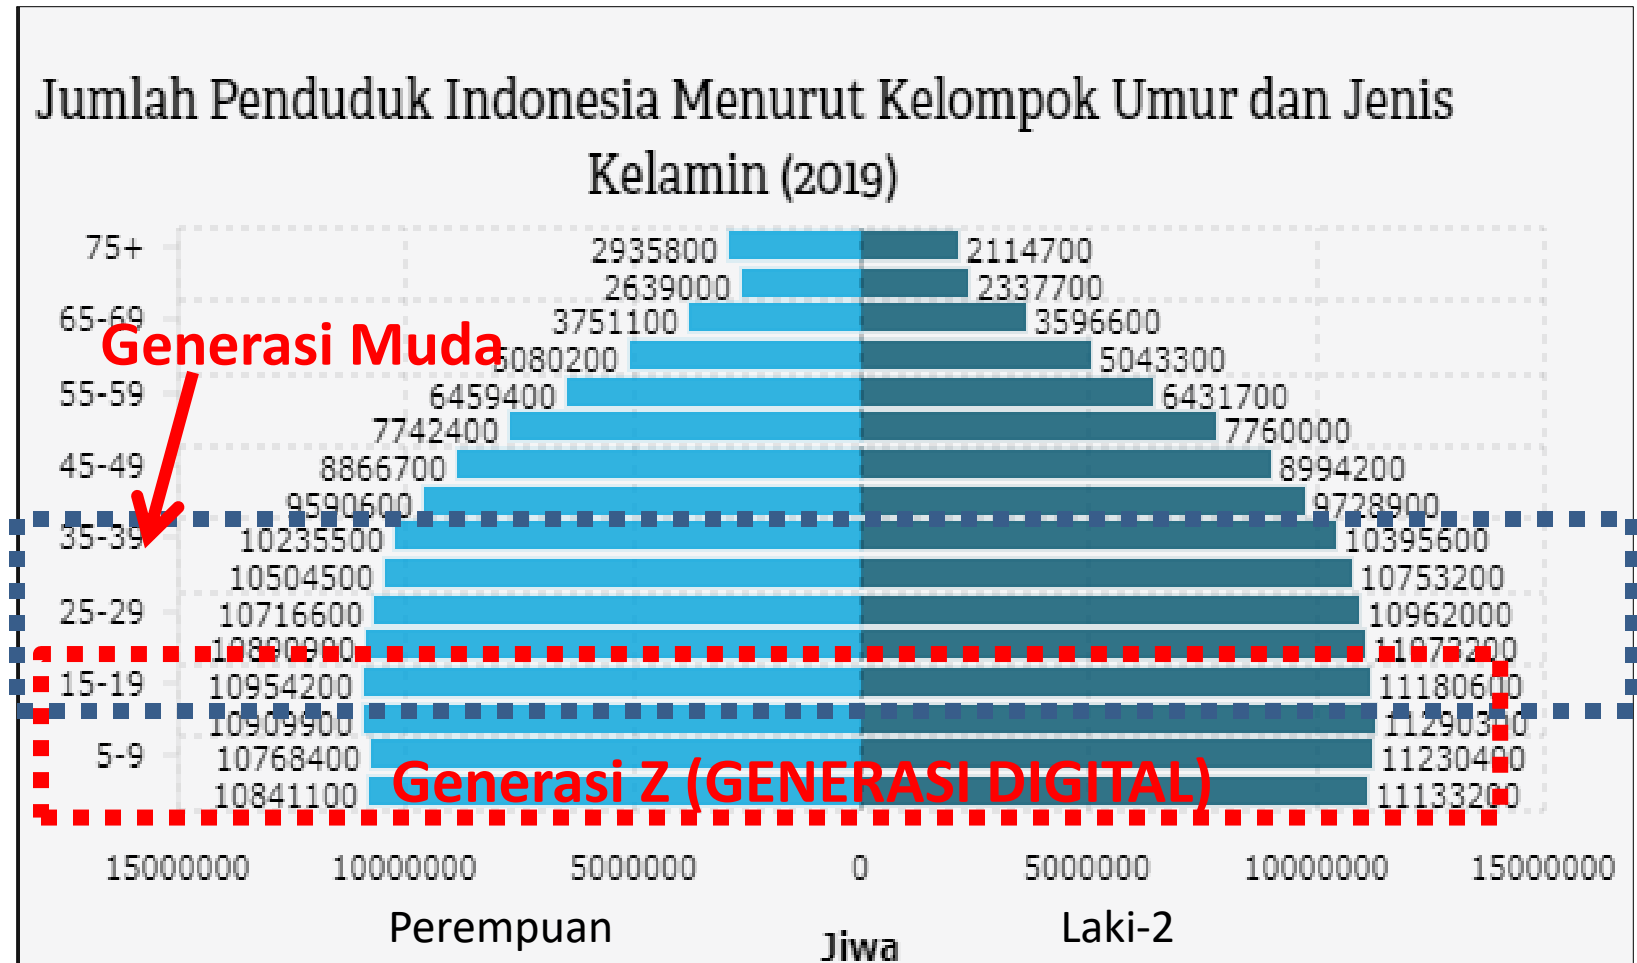 Jumlah Penduduk Indonesia Menurut Kelompok Umur dan Jenis
Kelamin (2019)
75+ 2935800 2114700
2639000 2337700
65-69 3751100 3596600
Generasi Muda
5080200 5043300
55-59 6459400 6431700
7742400 7760000
45-49 8866700 8994200
9590600 9728900
35-39 10235500 10395600
10504500 10753200
25-29 10716600 10962000
15-19 10954200 11180600
10909900 11290300
5-9 10768400 11230400
Generasi Z (GENERASI DIGITAL)
10841100 11133200
15000000 10000000 5000000 0 5000000 10000000 15000000
Perempuan Laki-2
Jiwa